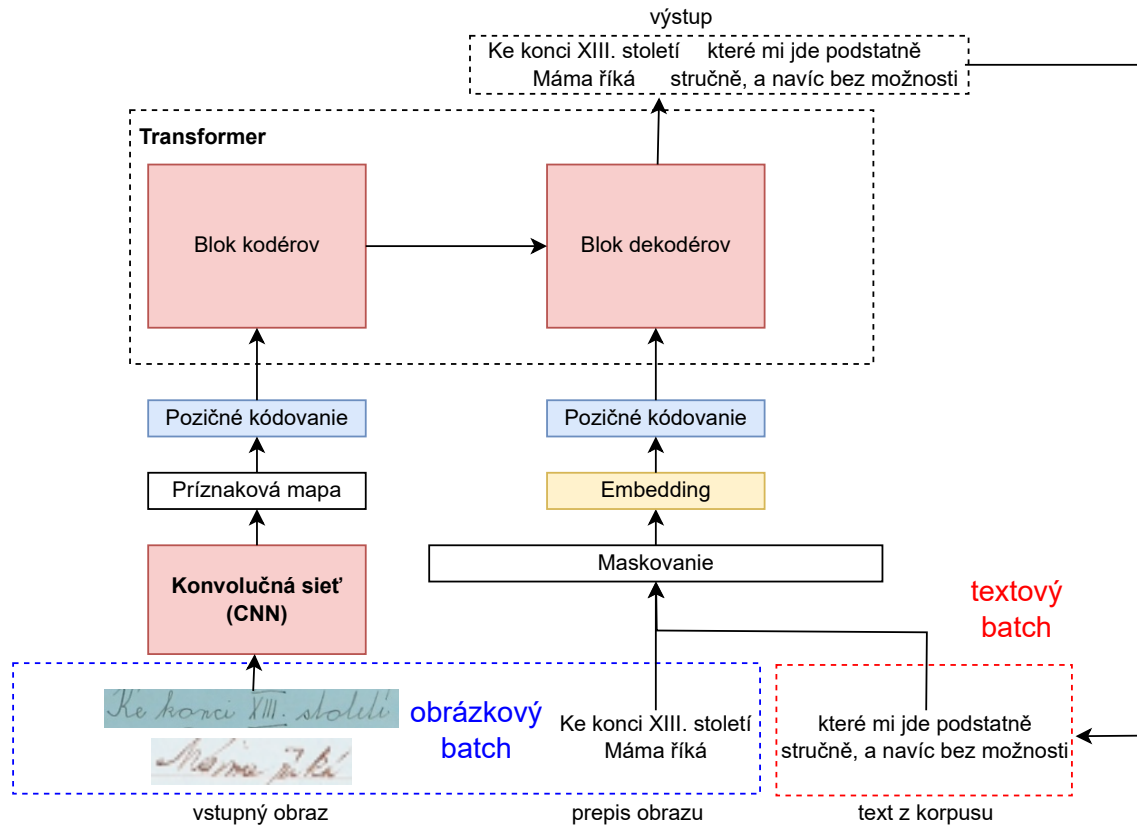 výstup
Ke konci XIII. století které mi jde podstatně
Máma říká stručně, a navíc bez možnosti
Transformer
Blok kodérov
Blok dekodérov
Pozičné kódovanie
Pozičné kódovanie
Príznaková mapa
Embedding
Maskovanie
Konvolučná sieť
(CNN)
textový
batch
Ke konci XIII. století
Máma říká
obrázkový
batch
Ke konci XIII. století
Máma říká
které mi jde podstatně
stručně, a navíc bez možnosti
vstupný obraz
prepis obrazu
text z korpusu